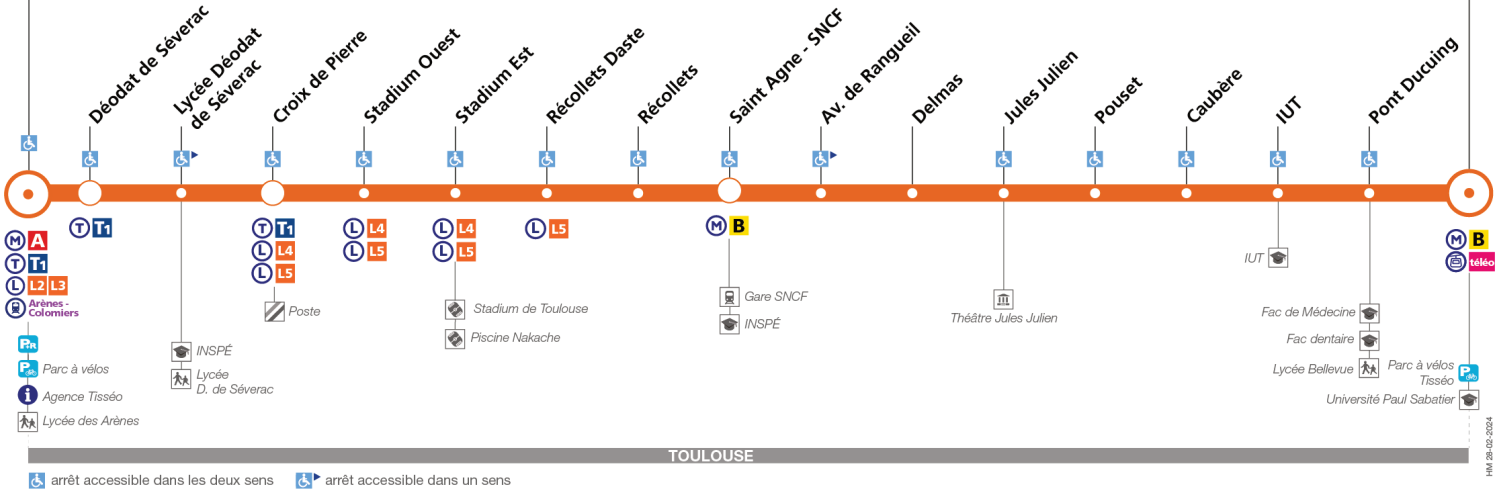 Déodat de Séverac
Lycée Déodat
de Séverac
Croix de Pierre
Stadium Ouest
Stadium Est
Récollets Daste
Récollets
Saint Agne - SNCF
Av. de Rangueil
Delmas
Jules Julien
Pouset
Caubère
IUT
Pont Ducuing
M A
T T1
L L2 L3
Arènes -
Colomiers
P+R
P
Parc à vélos
i Agence Tisséo
Lycée des Arènes
T T1
INSPÉ
Lycée
D. de Séverac
T T1
L L4
L L5
Poste
L L4
L L5
L L4
L L5
Stadium de Toulouse
Piscine Nakache
L L5
M B
Gare SNCF
INSPÉ
Théâtre Jules Julien
IUT
Fac de Médecine
Fac dentaire
Lycée Bellevue
M B
téléo
Parc à vélos
Tisséo
P
Université Paul Sabatier
TOULOUSE
arrêt accessible dans les deux sens
arrêt accessible dans un sens
HM 28-02-2024